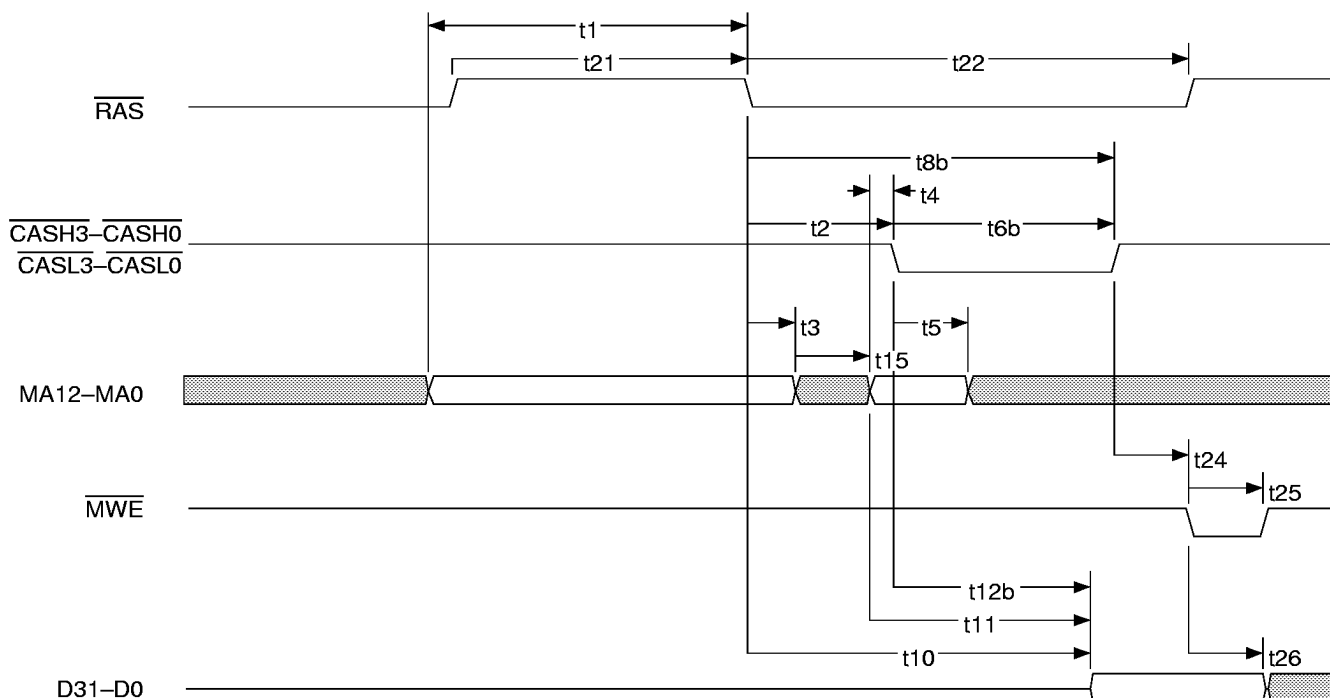 t1
t21
t22
RAS
t8b
t4
CASH3–CASH0
t2
t6b
CASL3–CASL0
t3
t5
t15
MA12–MA0
t24
t25
MWE
t12b
t11
t10
t26
D31–D0